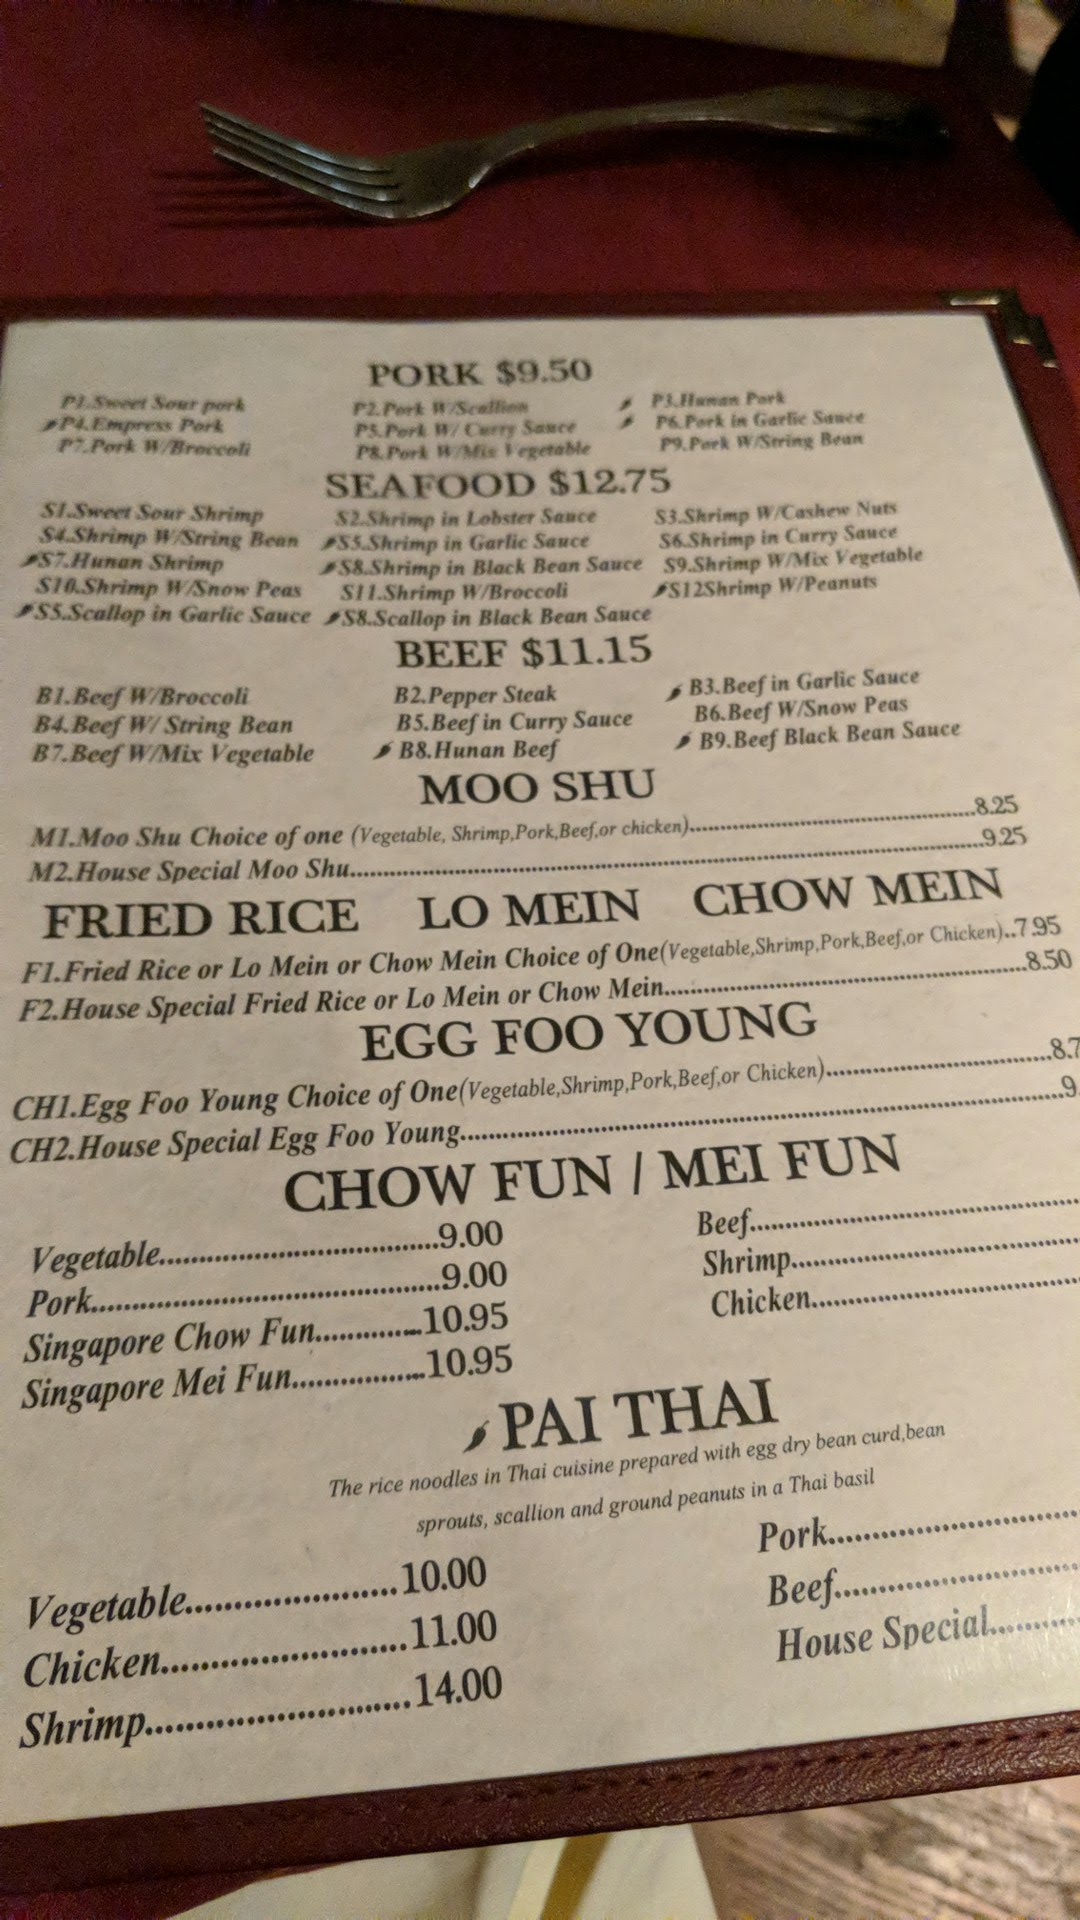 PORK $9.50
P1.Sweet Sour pork P2.Pork W/Scallion P3.Hunan Pork
P4.Empress Pork P5.Pork W/ Curry Sauce P6.Pork in Garlic Sauce
P7.Pork W/Broccoli P8.Pork W/Mix Vegetable P9.Pork W/String Bean
SEAFOOD $12.75
S1.Sweet Sour Shrimp S2.Shrimp in Lobster Sauce S3.Shrimp W/Cashew Nuts
S4.Shrimp W/String Bean S5.Shrimp in Garlic Sauce S6.Shrimp in Curry Sauce
S7.Hunan Shrimp S8.Shrimp in Black Bean Sauce S9.Shrimp W/Mix Vegetable
S10.Shrimp W/Snow Peas S11.Shrimp W/Broccoli S12Shrimp W/Peanuts
S5.Scallop in Garlic Sauce S8.Scallop in Black Bean Sauce
BEEF $11.15
B1.Beef W/Broccoli B2.Pepper Steak B3.Beef in Garlic Sauce
B4.Beef W/ String Bean B5.Beef in Curry Sauce B6.Beef W/Snow Peas
B7.Beef W/Mix Vegetable B8.Hunan Beef B9.Beef Black Bean Sauce
MOO SHU
M1.Moo Shu Choice of one (Vegetable, Shrimp,Pork,Beef,or chicken)..........8.25
M2.House Special Moo Shu..........9.25
FRIED RICE LO MEIN CHOW MEIN
F1.Fried Rice or Lo Mein or Chow Mein Choice of One(Vegetable,Shrimp,Pork,Beef,or Chicken)..7.95
F2.House Special Fried Rice or Lo Mein or Chow Mein..........8.50
EGG FOO YOUNG
CH1.Egg Foo Young Choice of One(Vegetable,Shrimp,Pork,Beef,or Chicken)..........8.7
CH2.House Special Egg Foo Young..........9.
CHOW FUN / MEI FUN
Vegetable..........9.00 Beef..........
Pork..........9.00 Shrimp..........
Singapore Chow Fun..........10.95 Chicken..........
Singapore Mei Fun..........10.95
PAI THAI
The rice noodles in Thai cuisine prepared with egg dry bean curd,bean
sprouts, scallion and ground peanuts in a Thai basil
Vegetable..........10.00 Pork..........
Chicken..........11.00 Beef..........
Shrimp..........14.00 House Special..........